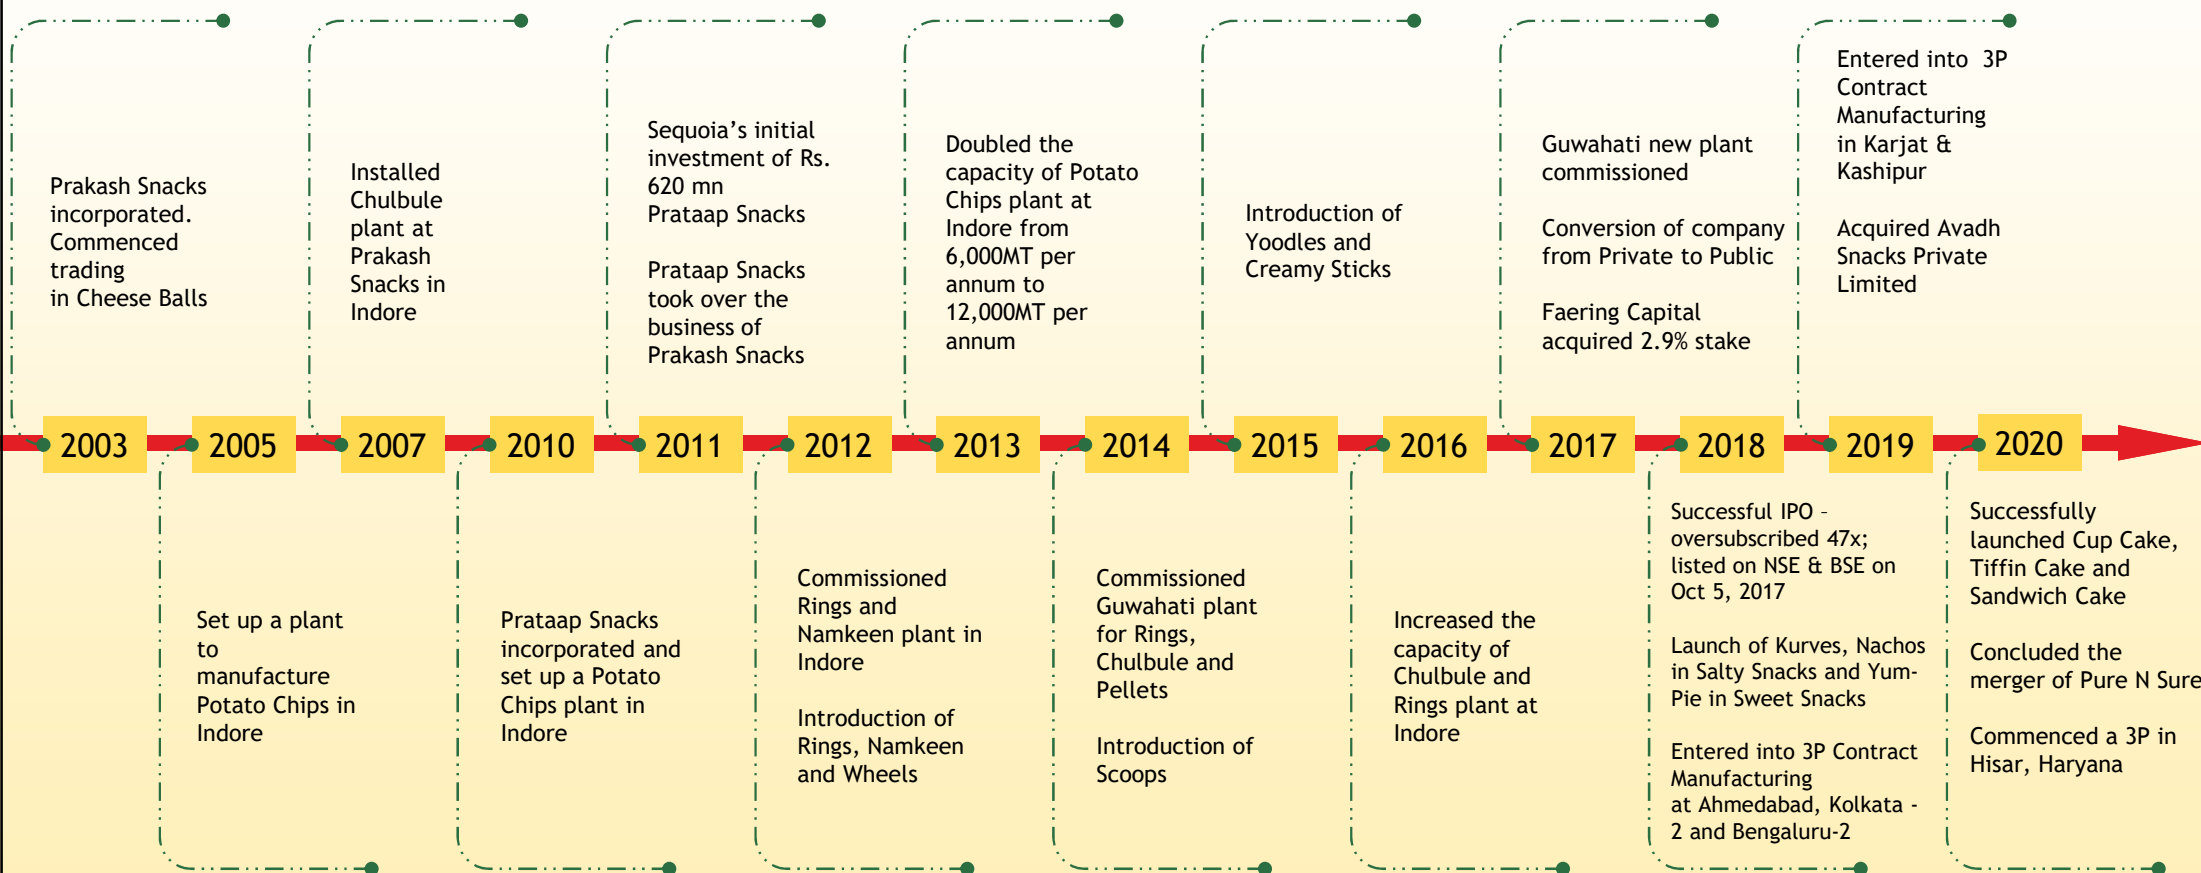 Prakash Snacks
incorporated.
Commenced
trading
in Cheese Balls
Installed
Chulbule
plant at
Prakash
Snacks in
Indore
Sequoia’s initial
investment of Rs.
620 mn
Prataap Snacks
Prataap Snacks
took over the
business of
Prakash Snacks
Doubled the
capacity of Potato
Chips plant at
Indore from
6,000MT per
annum to
12,000MT per
annum
Introduction of
Yoodles and
Creamy Sticks
Guwahati new plant
commissioned
Conversion of company
from Private to Public
Faering Capital
acquired 2.9% stake
Entered into 3P
Contract
Manufacturing
in Karjat &
Kashipur
Acquired Avadh
Snacks Private
Limited
2003 2005 2007 2010 2011 2012 2013 2014 2015 2016 2017 2018 2019 2020
Set up a plant
to
manufacture
Potato Chips in
Indore
Prataap Snacks
incorporated and
set up a Potato
Chips plant in
Indore
Commissioned
Rings and
Namkeen plant in
Indore
Introduction of
Rings, Namkeen
and Wheels
Commissioned
Guwahati plant
for Rings,
Chulbule and
Pellets
Introduction of
Scoops
Increased the
capacity of
Chulbule and
Rings plant at
Indore
Successful IPO –
oversubscribed 47x;
listed on NSE & BSE on
Oct 5, 2017
Launch of Kurves, Nachos
in Salty Snacks and Yum-
Pie in Sweet Snacks
Entered into 3P Contract
Manufacturing
at Ahmedabad, Kolkata -
2 and Bengaluru-2
Successfully
launched Cup Cake,
Tiffin Cake and
Sandwich Cake
Concluded the
merger of Pure N Sure
Commenced a 3P in
Hisar, Haryana